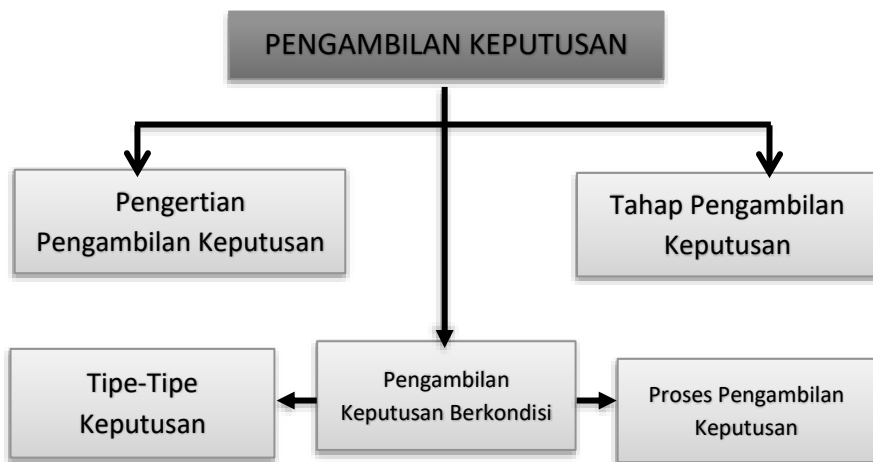 PENGAMBILAN KEPUTUSAN
Pengertian
Pengambilan Keputusan
Tahap Pengambilan
Keputusan
Tipe-Tipe
Keputusan
Pengambilan
Keputusan Berkondisi
Proses Pengambilan
Keputusan